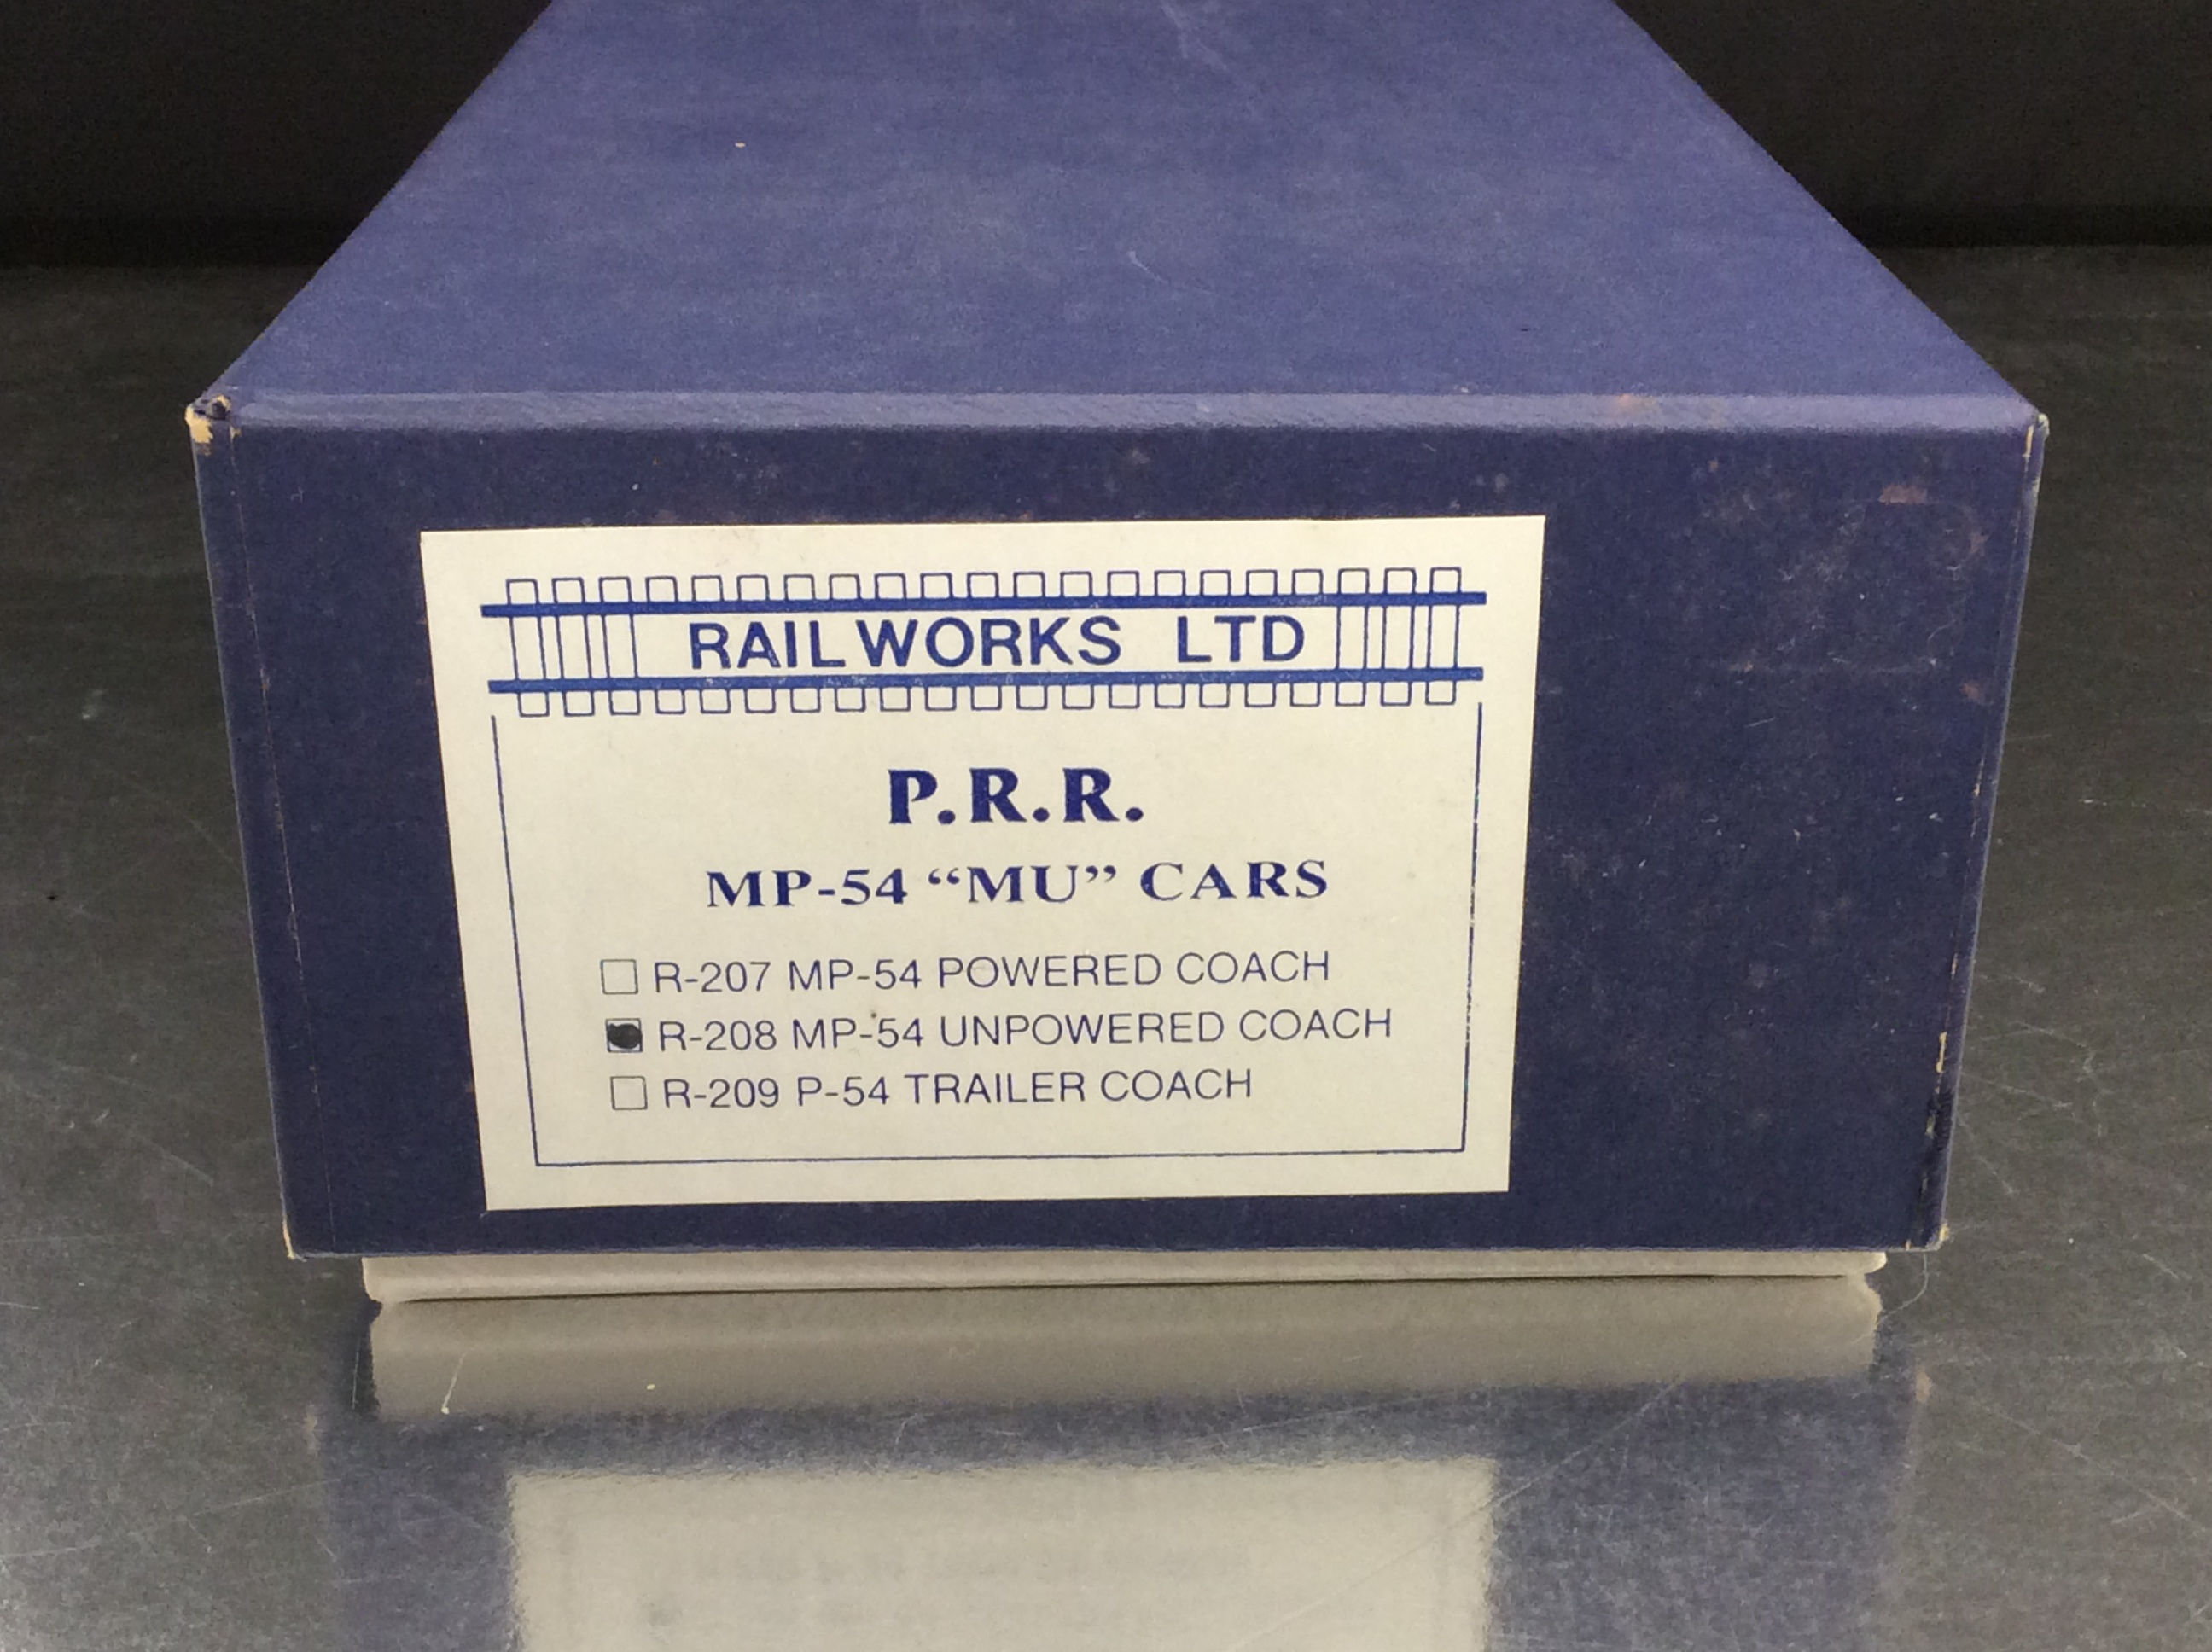 RAILWORKS LTD
P.R.R.
MP-54 “MU” CARS
R-207 MP-54 POWERED COACH
R-208 MP-54 UNPOWERED COACH
R-209 P-54 TRAILER COACH